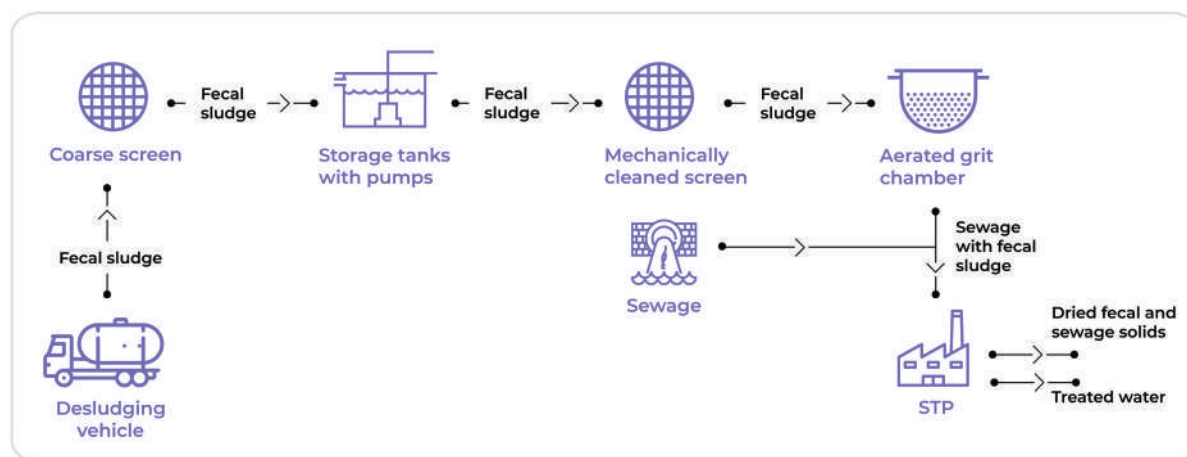 Fecal
sludge
Fecal
sludge
Fecal
sludge
Coarse screen
Storage tanks
with pumps
Mechanically
cleaned screen
Aerated grit
chamber
Fecal sludge
Sewage
with fecal
sludge
Sewage
Desludging
vehicle
STP
Dried fecal and
sewage solids
Treated water